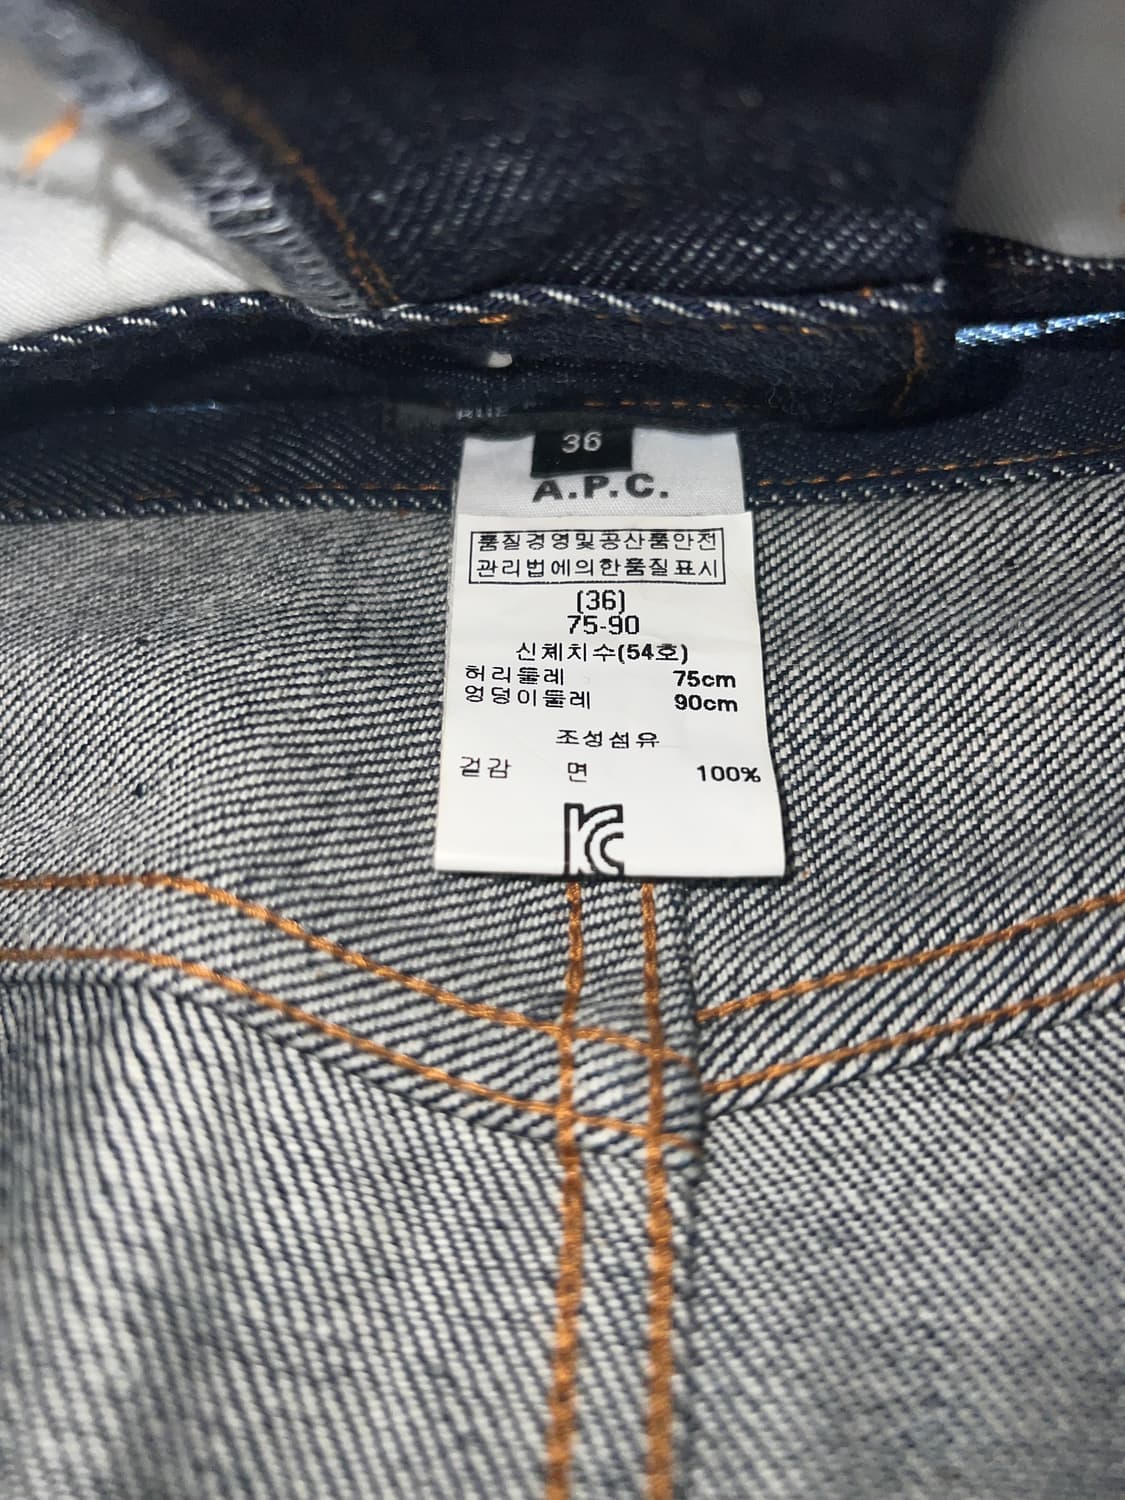 RUE
36
A.P.C.
품질경영및공산품안전
관리법에의한품질표시
(36)
75-90
신체치수(54호)
허리둘레 75cm
엉덩이둘레 90cm
조성섬유
겉감 면 100%
KC